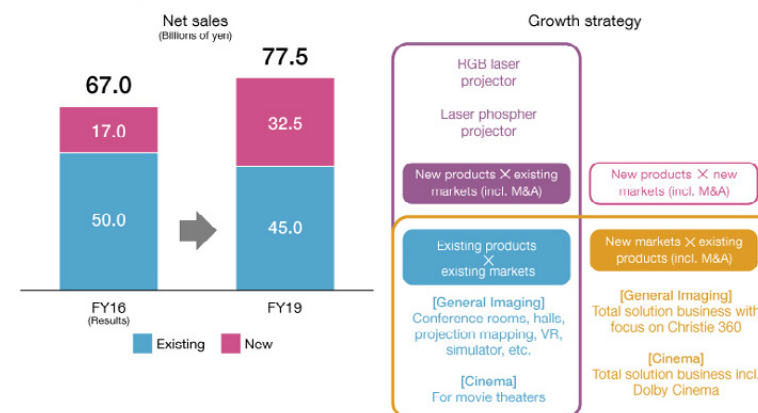 Net sales
(Billions of yen)
67.0
17.0
50.0
77.5
32.5
45.0
FY16
(Results)
FY19
Existing
New
Growth strategy
RGB laser
projector
Laser phospher
projector
New products × existing
markets (incl. M&A)
New products × new
markets (incl. M&A)
Existing products
×
existing markets
New markets × existing
products (incl. M&A)
[General Imaging]
Conference rooms, halls,
projection mapping, VR,
simulator, etc.
[Cinema]
For movie theaters
[General Imaging]
Total solution business with
focus on Christie 360
[Cinema]
Total solution business incl.
Dolby Cinema